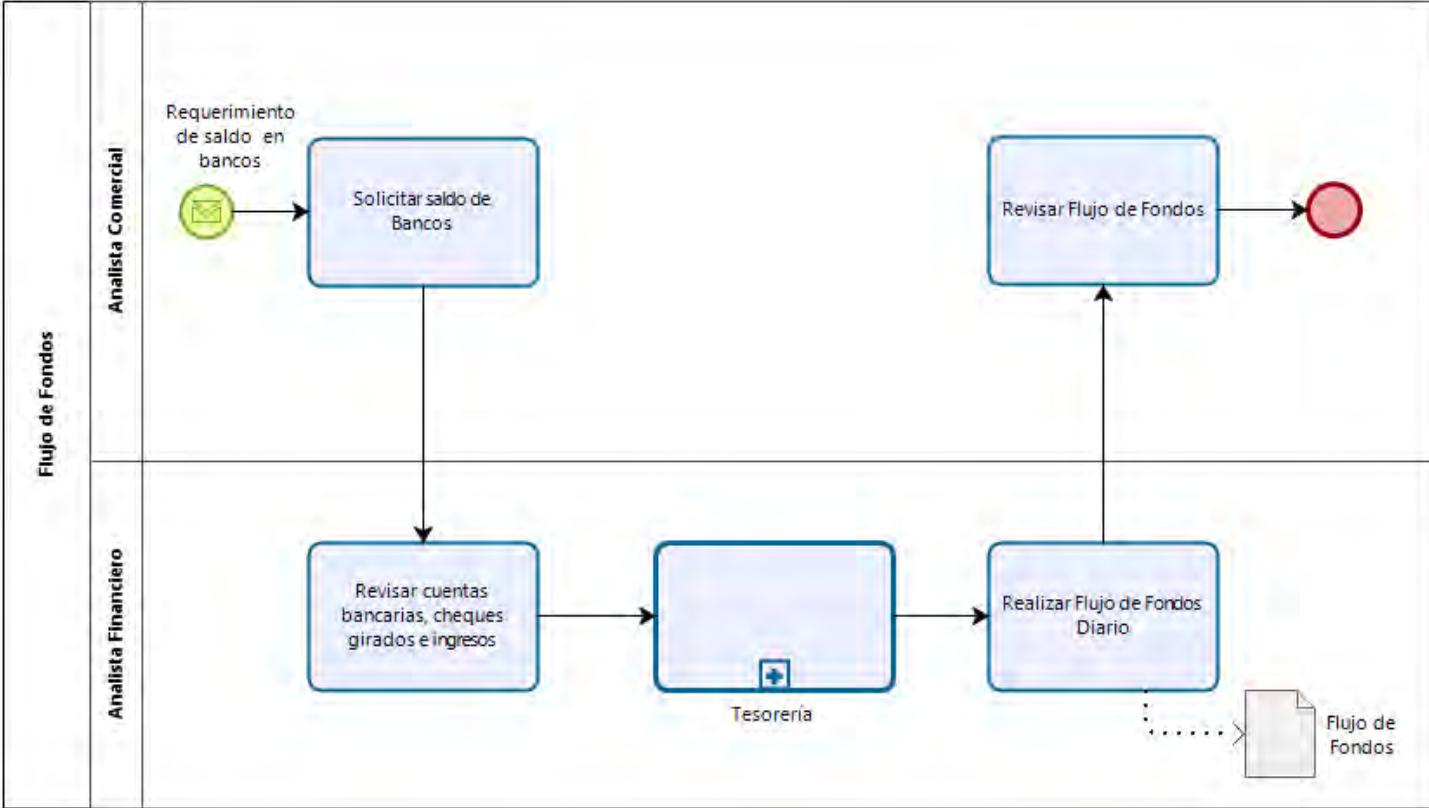 Flujo de Fondos
Analista Comercial
Requerimiento
de saldo en
bancos
Solicitar saldo de
Bancos
Revisar Flujo de Fondos
Analista Financiero
Revisar cuentas
bancarias, cheques
girados e ingresos
Tesorería
Realizar Flujo de Fondos
Diario
Flujo de
Fondos